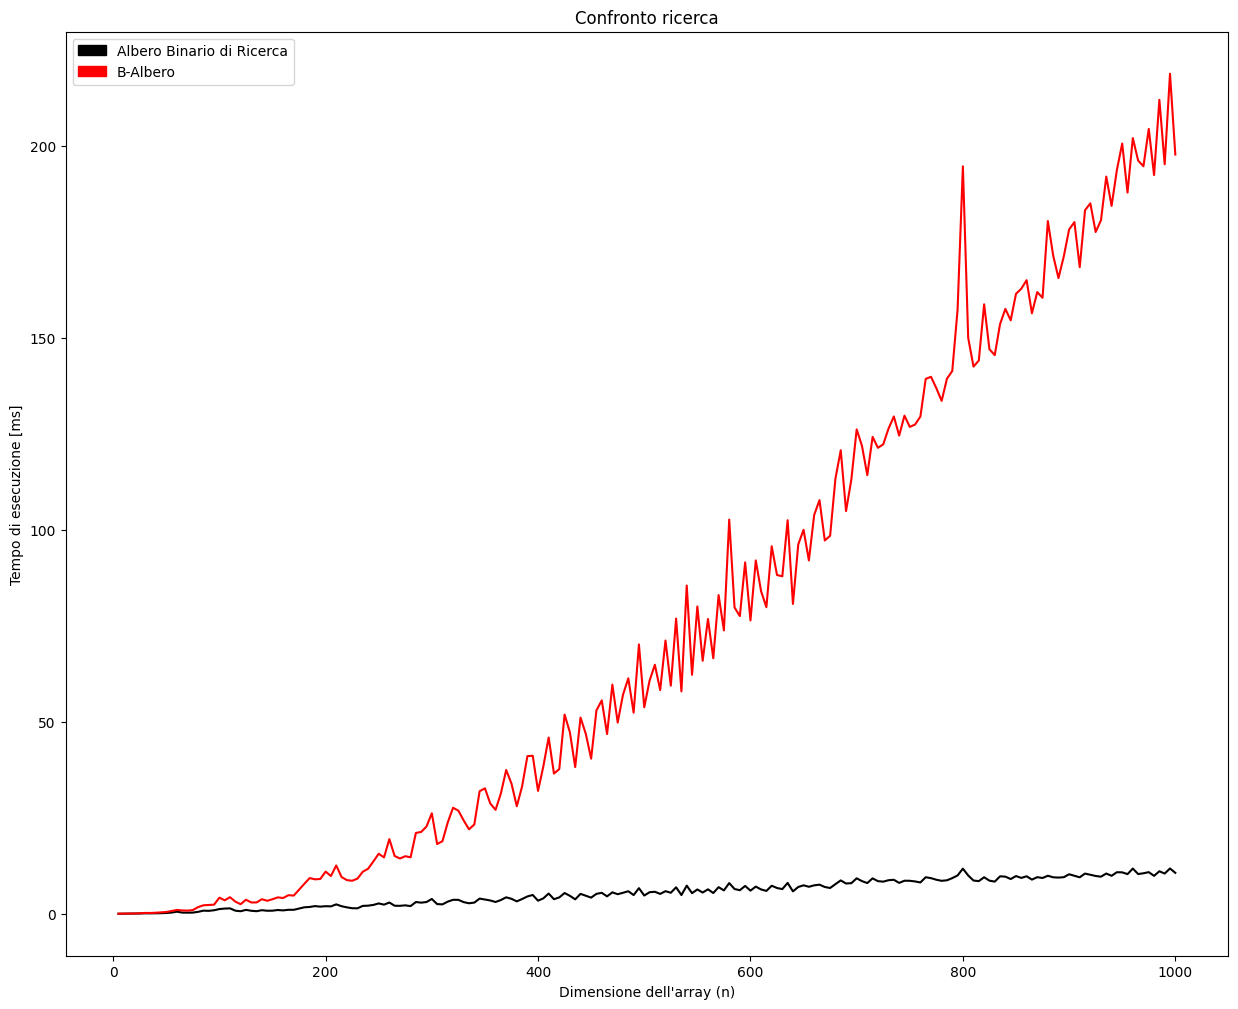 Confronto ricerca
Albero Binario di Ricerca
B-Albero
Tempo di esecuzione [ms]
200
150
100
50
0
0 200 400 600 800 1000
Dimensione dell'array (n)